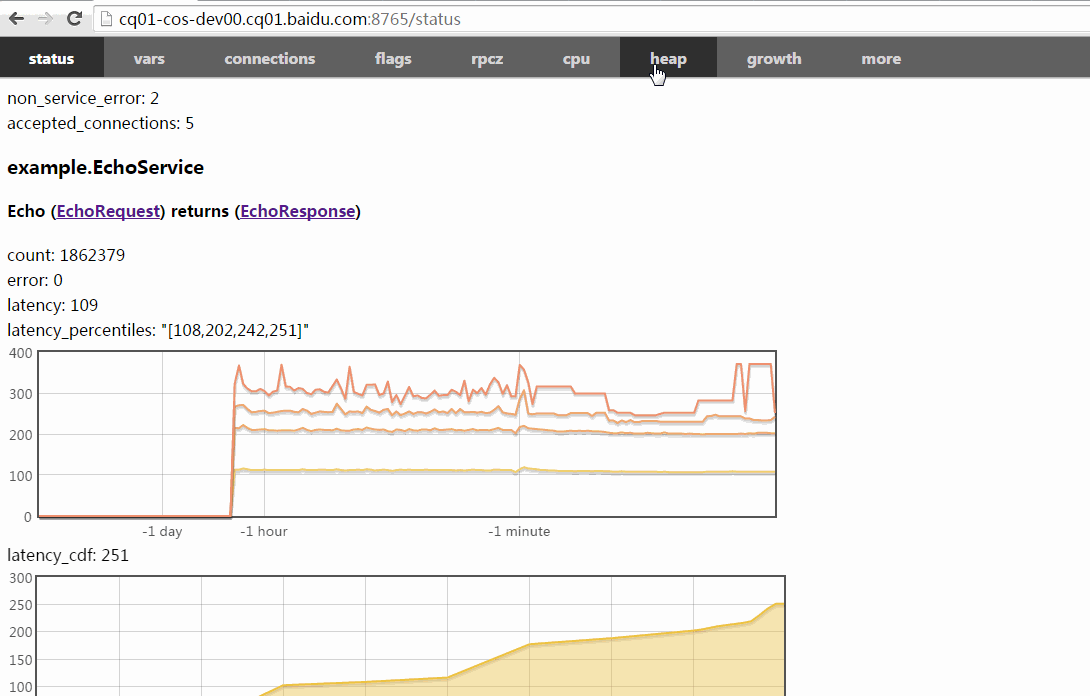 cq01-cos-dev00.cq01.baidu.com:8765/status
status vars connections flags rpcz cpu heap growth more
non_service_error: 2
accepted_connections: 5
example.EchoService
Echo (EchoRequest) returns (EchoResponse)
count: 1862379
error: 0
latency: 109
latency_percentiles: "[108,202,242,251]"
400
300
200
100
0
-1 day -1 hour -1 minute
latency_cdf: 251
300
250
200
150
100